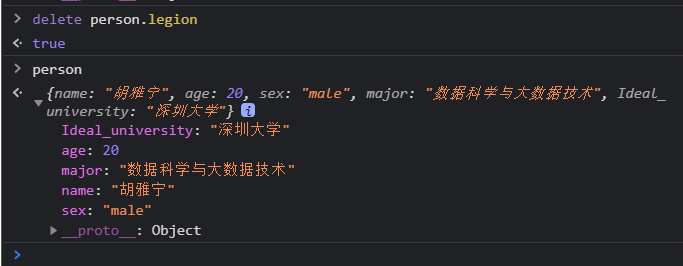 > delete person.legion
<· true
> person
<· {name: "胡雅宁", age: 20, sex: "male", major: "数据科学与大数据技术", Ideal_
university: "深圳大学"} i
Ideal_university: "深圳大学"
age: 20
major: "数据科学与大数据技术"
name: "胡雅宁"
sex: "male"
▶ __proto__: Object
>